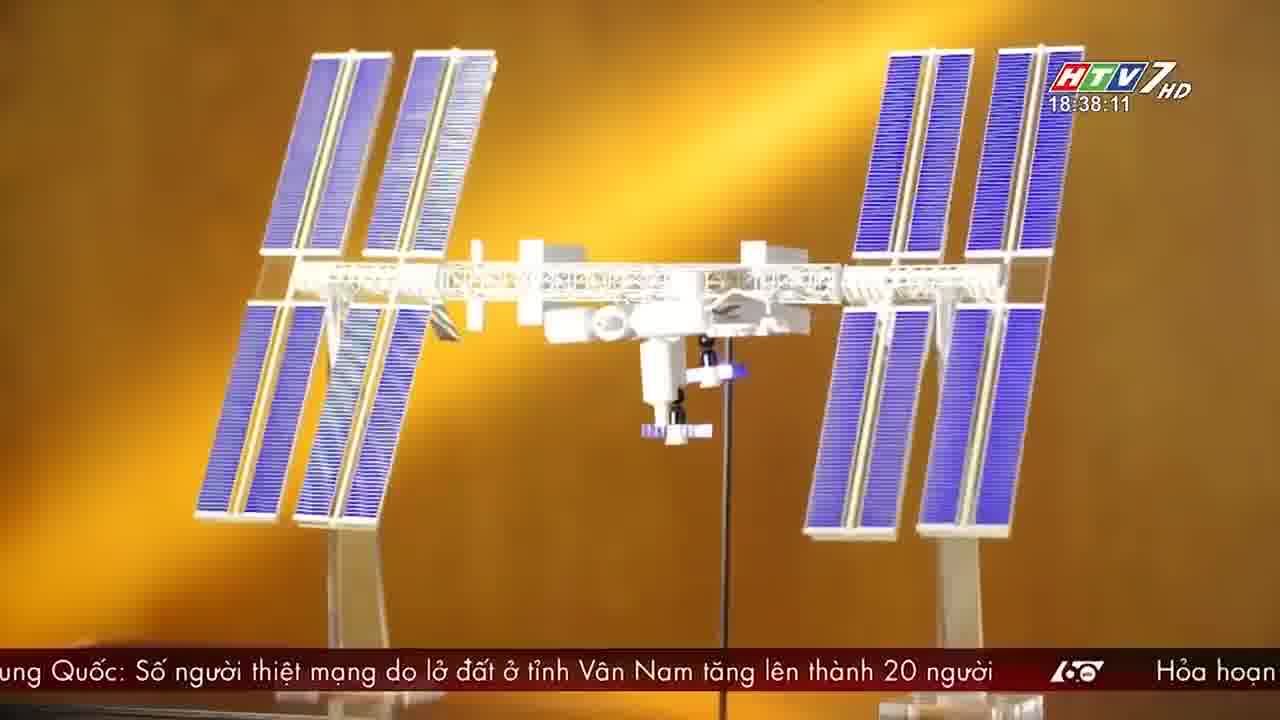 HTV7 HD
18:38:11
ung Quốc: Số người thiệt mạng do lở đất ở tỉnh Vân Nam tăng lên thành 20 người 60 Hỏa hoạn